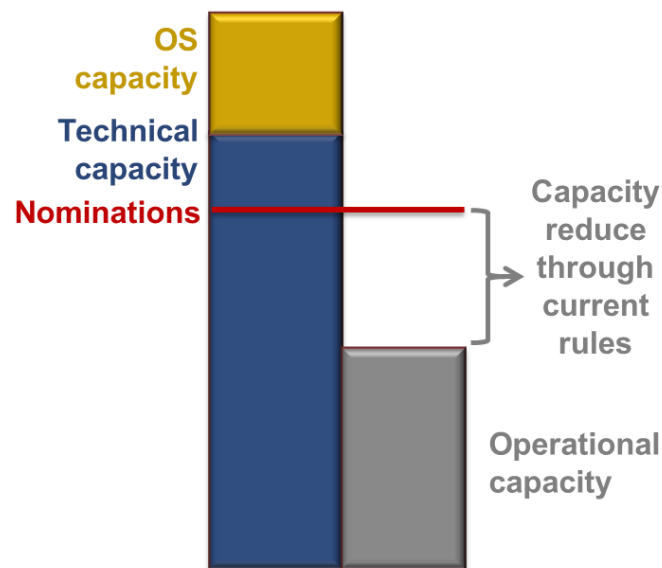 OS
capacity
Technical
capacity
Nominations
Capacity
reduce
through
current
rules
Operational
capacity